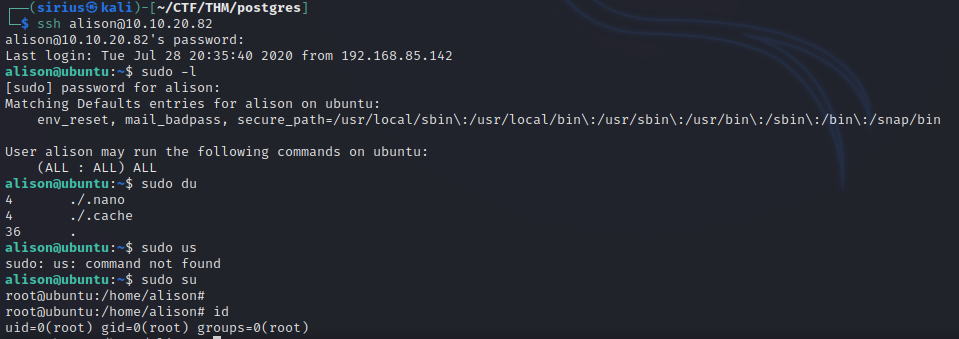 ┌──(sirius㉿kali)-[~/CTF/THM/postgres]
└─$ ssh alison@10.10.20.82
alison@10.10.20.82's password:
Last login: Tue Jul 28 20:35:40 2020 from 192.168.85.142
alison@ubuntu:~$ sudo -l
[sudo] password for alison:
Matching Defaults entries for alison on ubuntu:
    env_reset, mail_badpass, secure_path=/usr/local/sbin\:/usr/local/bin\:/usr/sbin\:/usr/bin\:/sbin\:/bin\:/snap/bin

User alison may run the following commands on ubuntu:
    (ALL : ALL) ALL
alison@ubuntu:~$ sudo du
4       ./.nano
4       ./.cache
36      .
alison@ubuntu:~$ sudo us
sudo: us: command not found
alison@ubuntu:~$ sudo su
root@ubuntu:/home/alison#
root@ubuntu:/home/alison# id
uid=0(root) gid=0(root) groups=0(root)